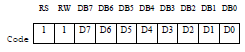 RS RW DB7 DB6 DB5 DB4 DB3 DB2 DB1 DB0
Code 1 1 D7 D6 D5 D4 D3 D2 D1 D0